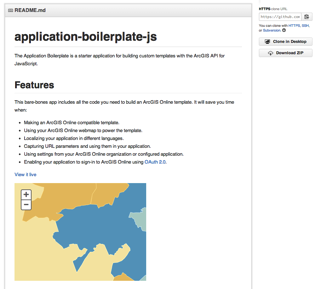 README.md
application-boilerplate-js
The Application Boilerplate is a starter application for building custom templates with the ArcGIS API for
JavaScript.
Features
This bare-bones app includes all the code you need to build an ArcGIS Online template. It will save you time
when:
Making an ArcGIS Online compatible template.
Using your ArcGIS Online webmap to power the template.
Localizing your application in different languages.
Capturing URL parameters and using them in your application.
Using settings from your ArcGIS Online organization or configured application.
Enabling your application to sign-in to ArcGIS Online using OAuth 2.0.
View it live
+
−
HTTPS clone URL
https://github.com
You can clone with HTTPS, SSH,
or Subversion.
Clone in Desktop
Download ZIP